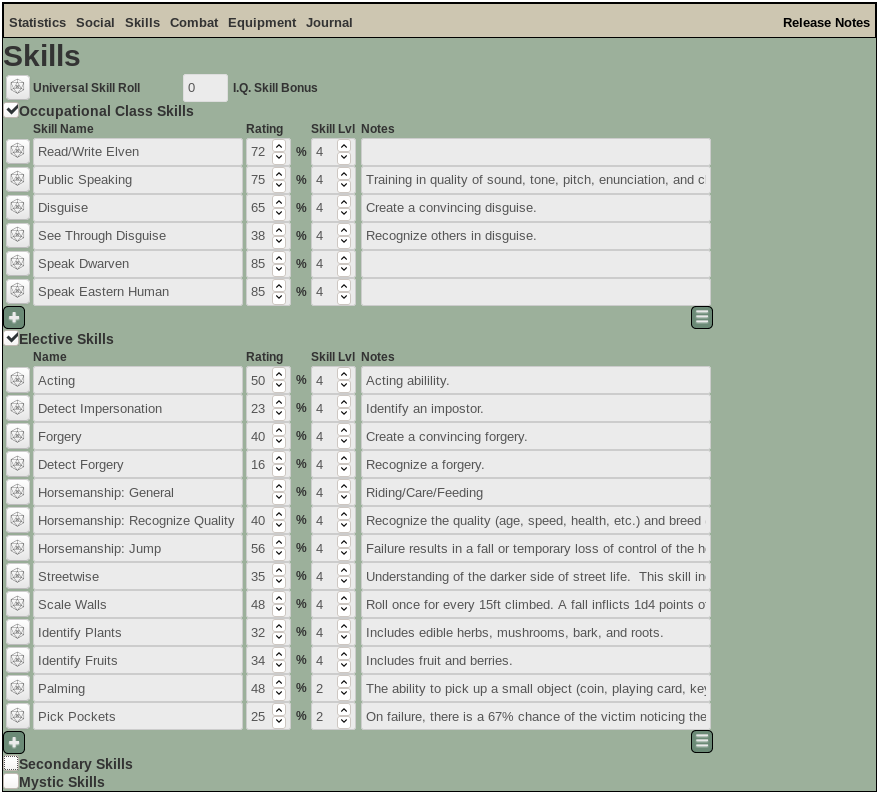 Statistics Social Skills Combat Equipment Journal Release Notes
Skills
Universal Skill Roll 0 I.Q. Skill Bonus
Occupational Class Skills
Skill Name Rating Skill Lvl Notes
Read/Write Elven 72 % 4
Public Speaking 75 % 4 Training in quality of sound, tone, pitch, enunciation, and
Disguise 65 % 4 Create a convincing disguise.
See Through Disguise 38 % 4 Recognize others in disguise.
Speak Dwarven 85 % 4
Speak Eastern Human 85 % 4
Elective Skills
Name Rating Skill Lvl Notes
Acting 50 % 4 Acting abilility.
Detect Impersonation 23 % 4 Identify an impostor.
Forgery 40 % 4 Create a convincing forgery.
Detect Forgery 16 % 4 Recognize a forgery.
Horsemanship: General % 4 Riding/Care/Feeding
Horsemanship: Recognize Quality 40 % 4 Recognize the quality (age, speed, health, etc.) and breed
Horsemanship: Jump 56 % 4 Failure results in a fall or temporary loss of control of the
Streetwise 35 % 4 Understanding of the darker side of street life. This skill
Scale Walls 48 % 4 Roll once for every 15ft climbed. A fall inflicts 1d4 points
Identify Plants 32 % 4 Includes edible herbs, mushrooms, bark, and roots.
Identify Fruits 34 % 4 Includes fruit and berries.
Palming 48 % 2 The ability to pick up a small object (coin, playing card,
Pick Pockets 25 % 2 On failure, there is a 67% chance of the victim noticing the
Secondary Skills
Mystic Skills